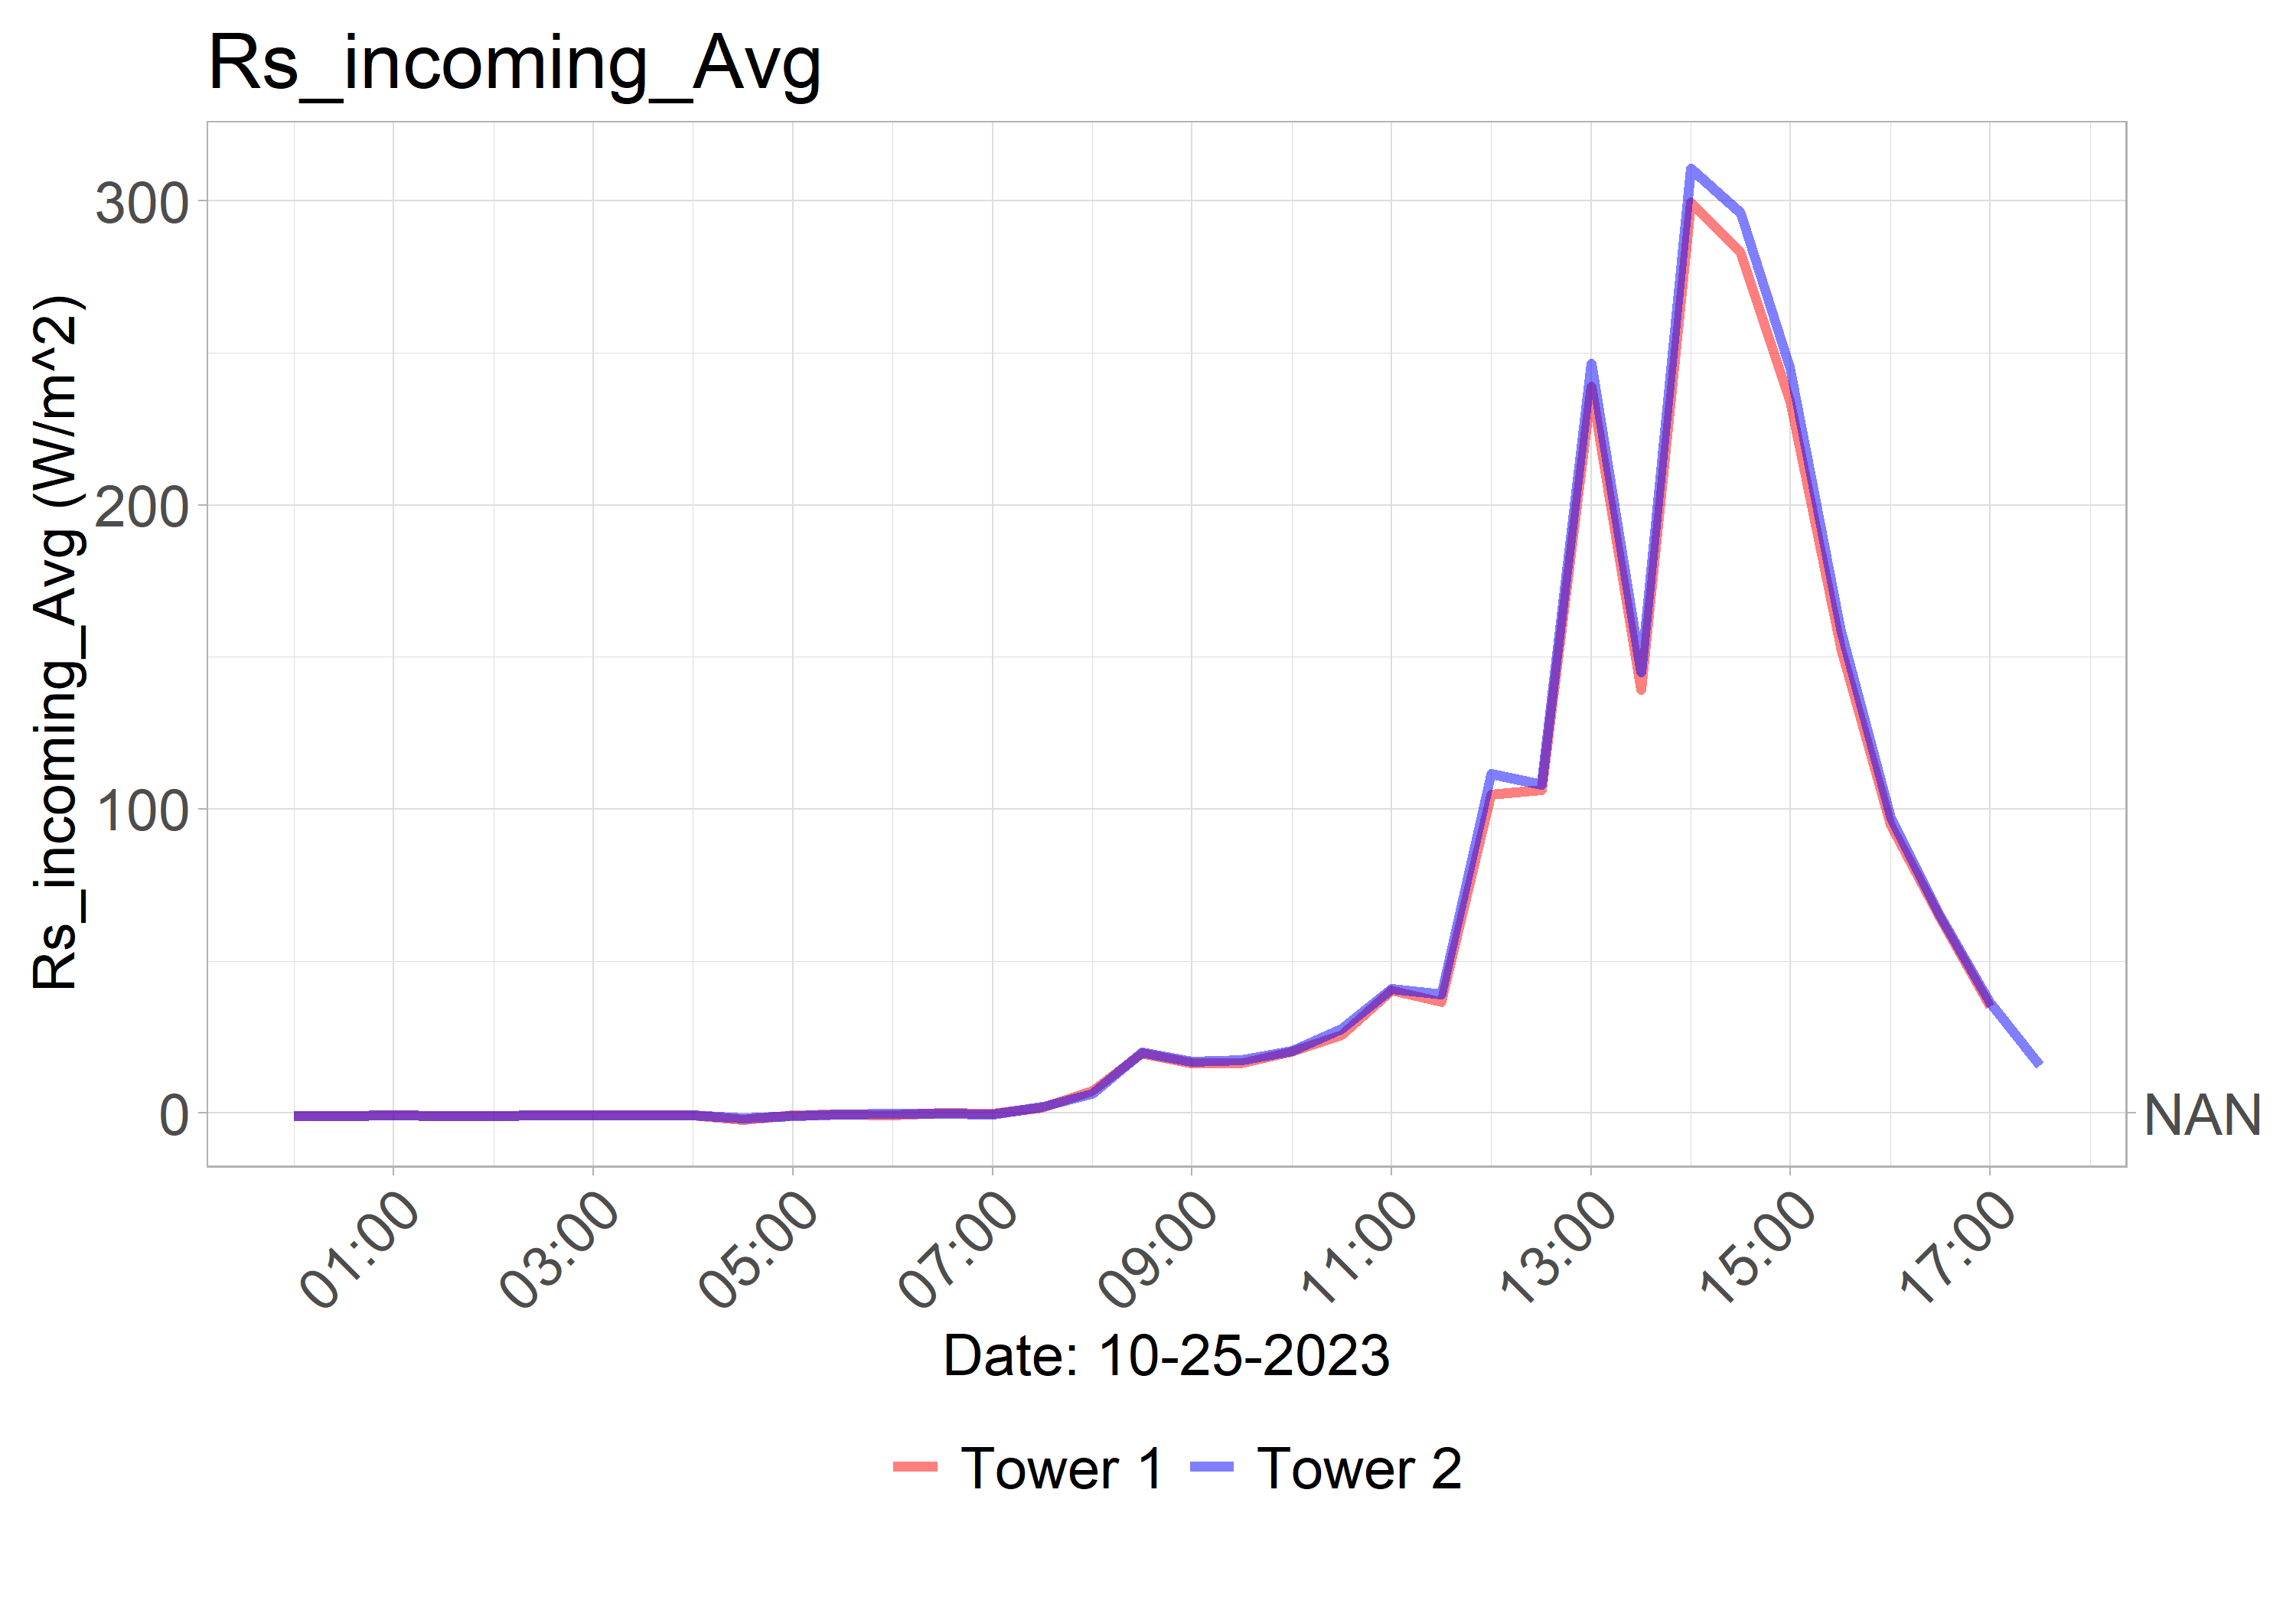 Rs_incoming_Avg
Rs_incoming_Avg (W/m^2)
300
200
100
0
NAN
01:00
03:00
05:00
07:00
09:00
11:00
13:00
15:00
17:00
Date: 10-25-2023
Tower 1
Tower 2